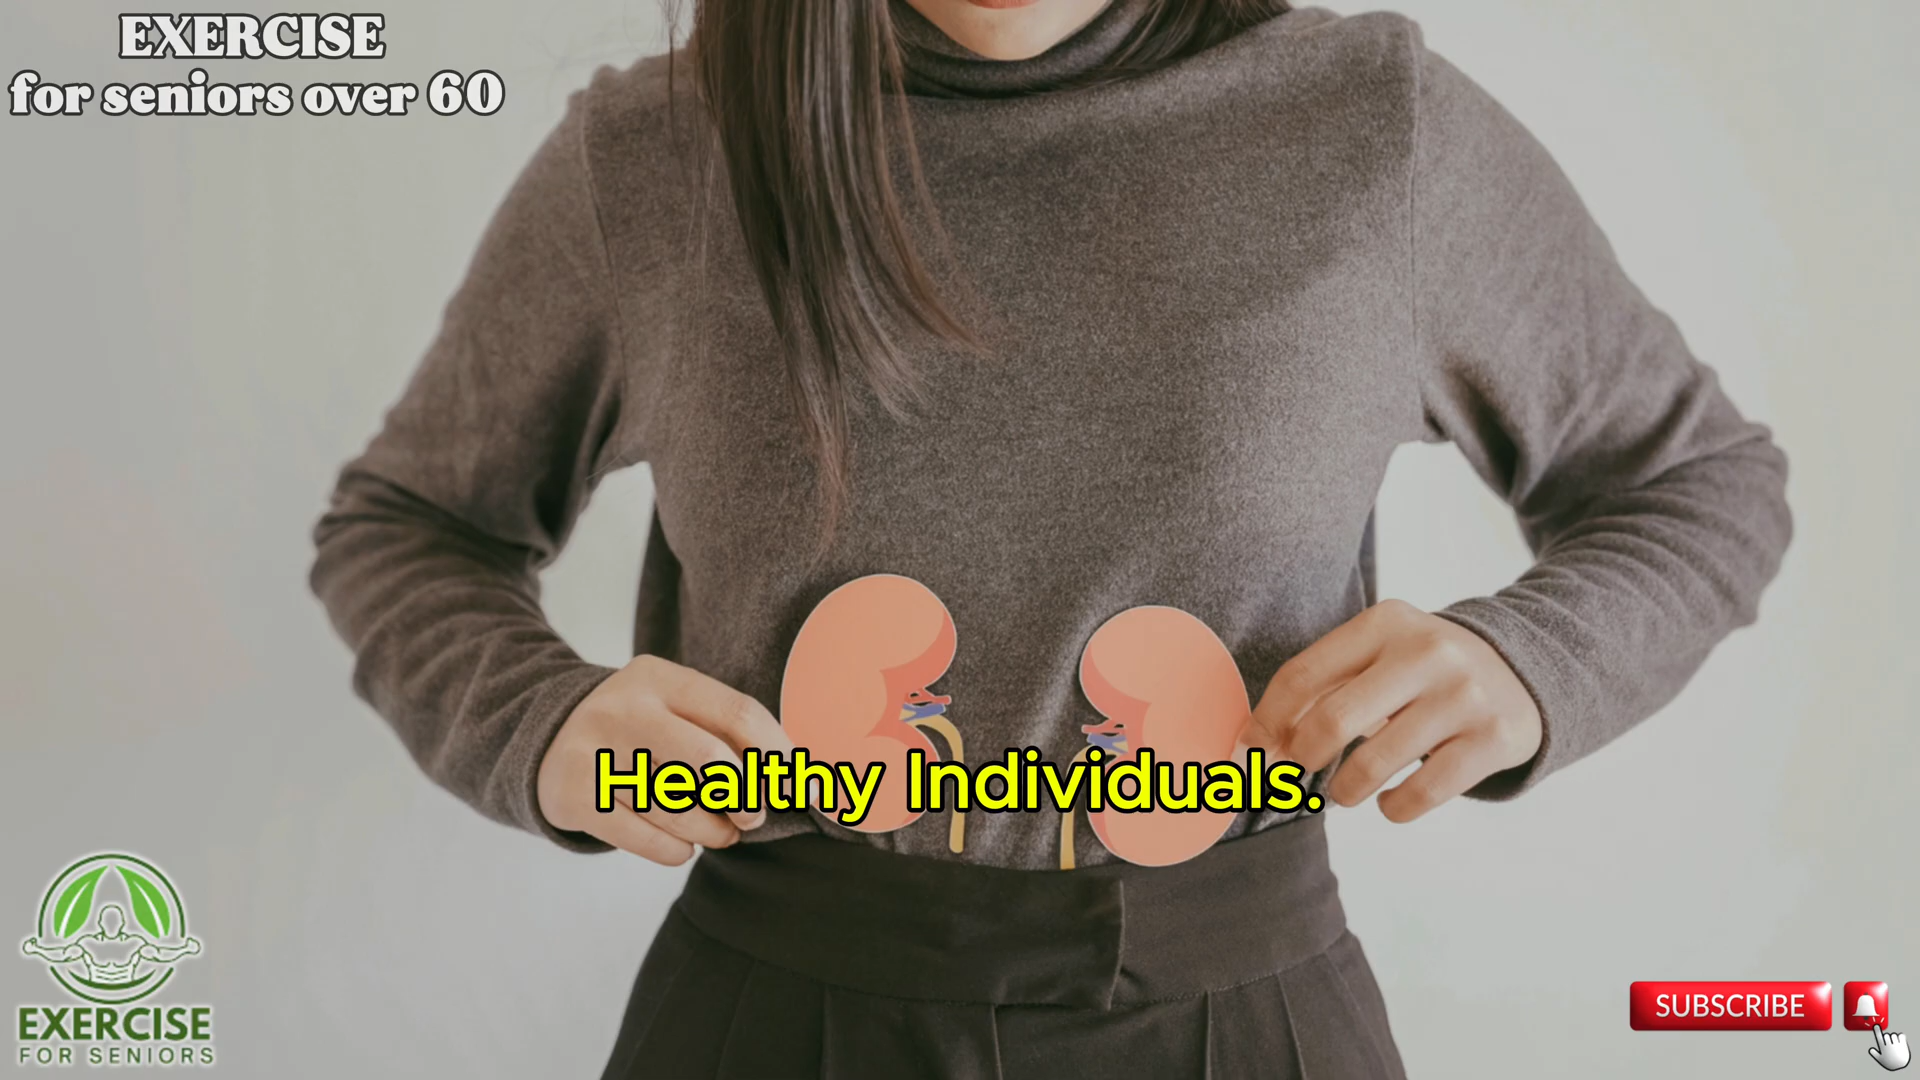 EXERCISE
for seniors over 60
Healthy Individuals.
EXERCISE
FOR SENIORS
SUBSCRIBE